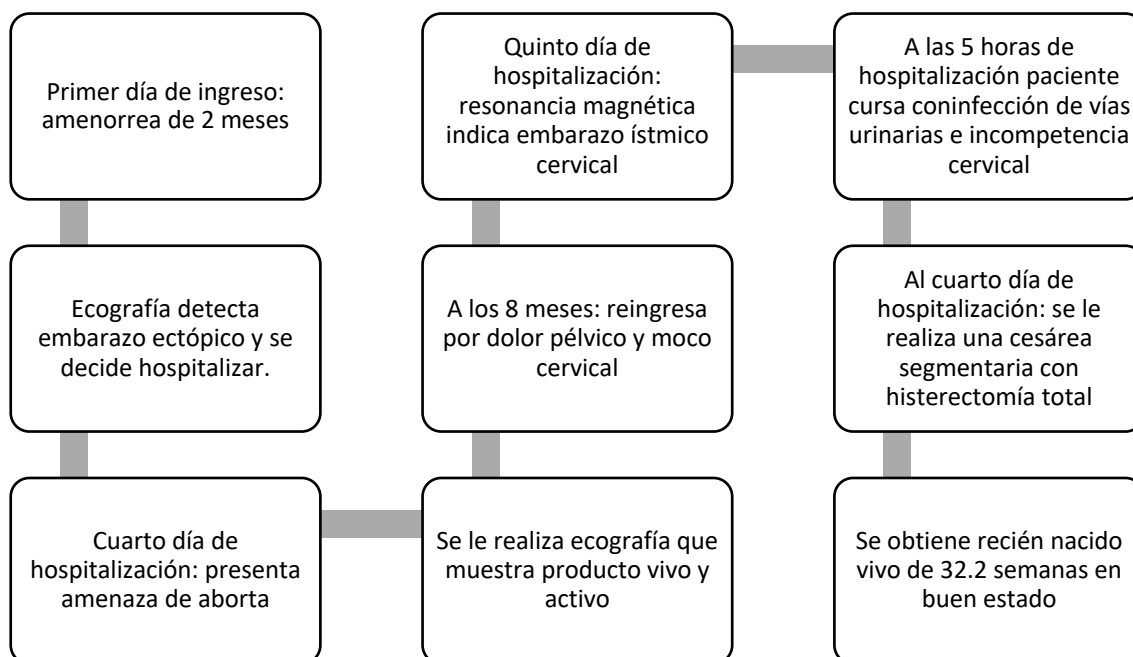 Primer día de ingreso:
amenorrea de 2 meses
Ecografía detecta
embarazo ectópico y se
decide hospitalizar.
Cuarto día de
hospitalización: presenta
amenaza de aborta
Se le realiza ecografía que
muestra producto vivo y
activo
A los 8 meses: reingresa
por dolor pélvico y moco
cervical
Quinto día de
hospitalización:
resonancia magnética
indica embarazo ístmico
cervical
A las 5 horas de
hospitalización paciente
cursa coninfección de vías
urinarias e incompetencia
cervical
Al cuarto día de
hospitalización: se le
realiza una cesárea
segmentaria con
histerectomía total
Se obtiene recién nacido
vivo de 32.2 semanas en
buen estado